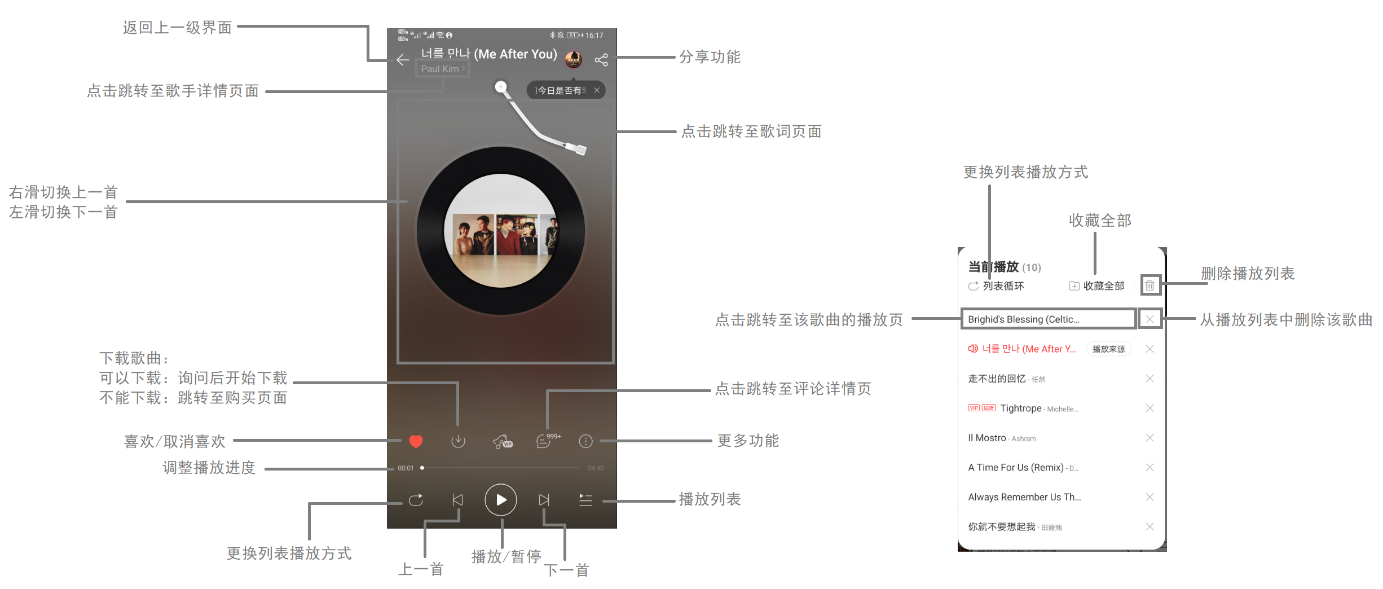 返回上一级界面
16:17
너를 만나 (Me After You)
Paul Kim >
分享功能
点击跳转至歌手详情页面
今日是否有
点击跳转至歌词页面
右滑切换上一首
左滑切换下一首
下载歌曲：
可以下载：询问后开始下载
不能下载：跳转至购买页面
点击跳转至评论详情页
喜欢/取消喜欢
VIP
999+
更多功能
调整播放进度
00:01
04:40
播放列表
更换列表播放方式
上一首
播放/暂停
下一首
更换列表播放方式
收藏全部
当前播放 (10)
列表循环
收藏全部
删除播放列表
点击跳转至该歌曲的播放页
Brighid's Blessing (Celtic...
从播放列表中删除该歌曲
너를 만나 (Me After Y...
播放来源
走不出的回忆 - 任然
VIP 试听 Tightrope - Michelle...
Il Mostro - Ashram
A Time For Us (Remix) - D...
Always Remember Us Th...
你就不要想起我 - 田馥甄